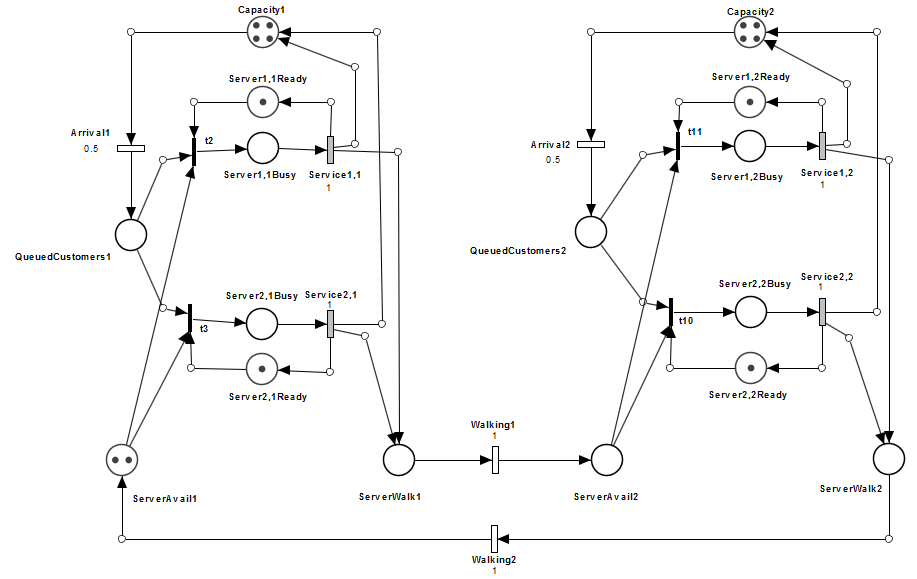 Capacity1
Capacity2
Server1,1Ready
Server1,2Ready
Arrival1
0.5
t2
Arrival2
0.5
t11
Server1,1Busy
Service1,1
1
Server1,2Busy
Service1,2
1
QueuedCustomers1
QueuedCustomers2
Server2,1Busy
Service2,1
1
Server2,2Busy
Service2,2
1
t3
t10
Server2,1Ready
Server2,2Ready
Walking1
1
ServerAvail1
ServerWalk1
ServerAvail2
ServerWalk2
Walking2
1